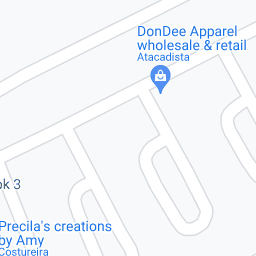 DonDee Apparel
wholesale & retail
Atacadista
ok 3
Precila's creations
by Amy
Costureira